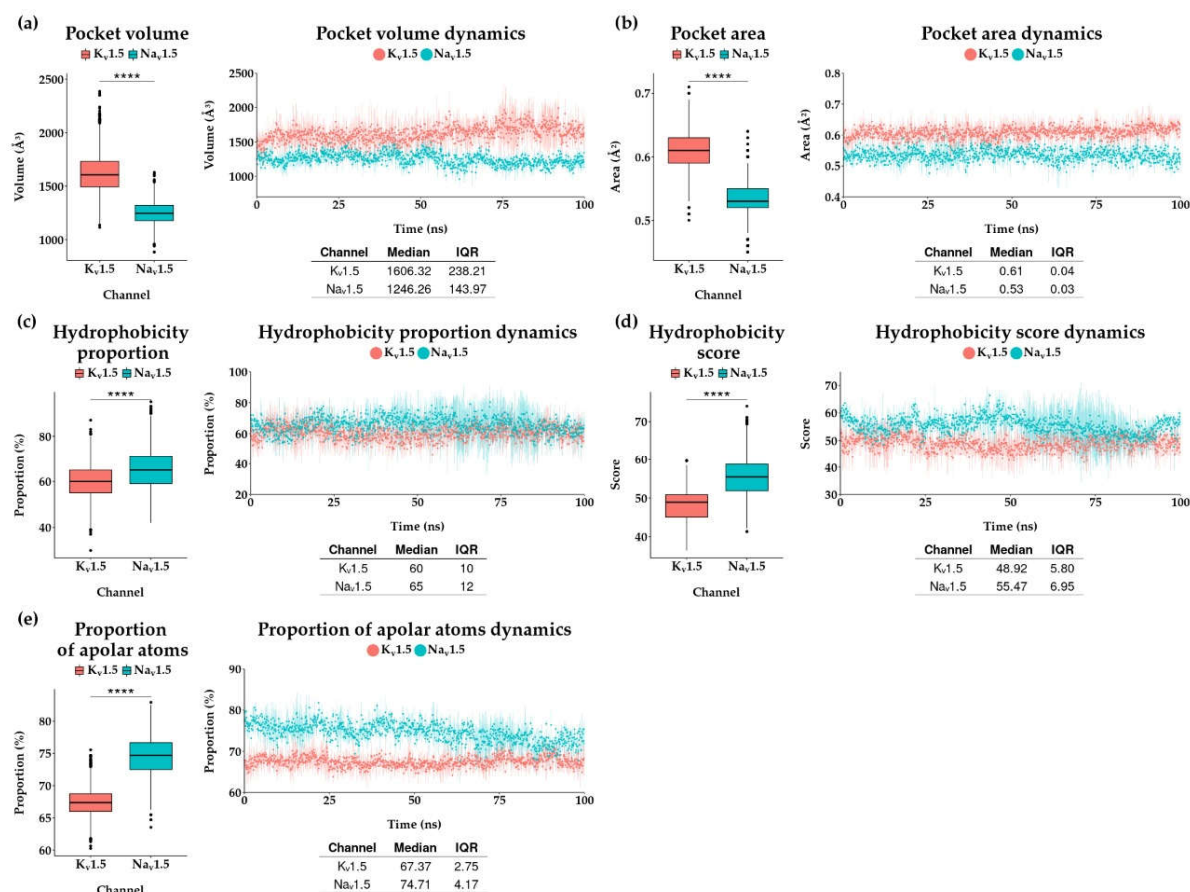 (a)
Pocket volume
Kv1.5 Nav1.5
****
Volume (Å³)
2500
2000
1500
1000
Kv1.5 Nav1.5
Channel
Pocket volume dynamics
Kv1.5 Nav1.5
Volume (Å³)
2500
2000
1500
1000
0 25 50 75 100
Time (ns)
Channel Median IQR
Kv1.5 1606.32 238.21
Nav1.5 1246.26 143.97
(b)
Pocket area
Kv1.5 Nav1.5
****
Area (Å²)
0.7
0.6
0.5
Kv1.5 Nav1.5
Channel
Pocket area dynamics
Kv1.5 Nav1.5
Area (Å²)
0.8
0.7
0.6
0.5
0.4
0 25 50 75 100
Time (ns)
Channel Median IQR
Kv1.5 0.61 0.04
Nav1.5 0.53 0.03
(c)
Hydrophobicity
proportion
Kv1.5 Nav1.5
****
Proportion (%)
80
60
40
Kv1.5 Nav1.5
Channel
Hydrophobicity proportion dynamics
Kv1.5 Nav1.5
Proportion (%)
100
80
60
40
20
0 25 50 75 100
Time (ns)
Channel Median IQR
Kv1.5 60 10
Nav1.5 65 12
(d)
Hydrophobicity
score
Kv1.5 Nav1.5
****
Score
70
60
50
40
Kv1.5 Nav1.5
Channel
Hydrophobicity score dynamics
Kv1.5 Nav1.5
Score
70
60
50
40
30
0 25 50 75 100
Time (ns)
Channel Median IQR
Kv1.5 48.92 5.80
Nav1.5 55.47 6.95
(e)
Proportion
of apolar atoms
Kv1.5 Nav1.5
****
Proportion (%)
80
75
70
65
60
Kv1.5 Nav1.5
Channel
Proportion of apolar atoms dynamics
Kv1.5 Nav1.5
Proportion (%)
90
80
70
60
0 25 50 75 100
Time (ns)
Channel Median IQR
Kv1.5 67.37 2.75
Nav1.5 74.71 4.17